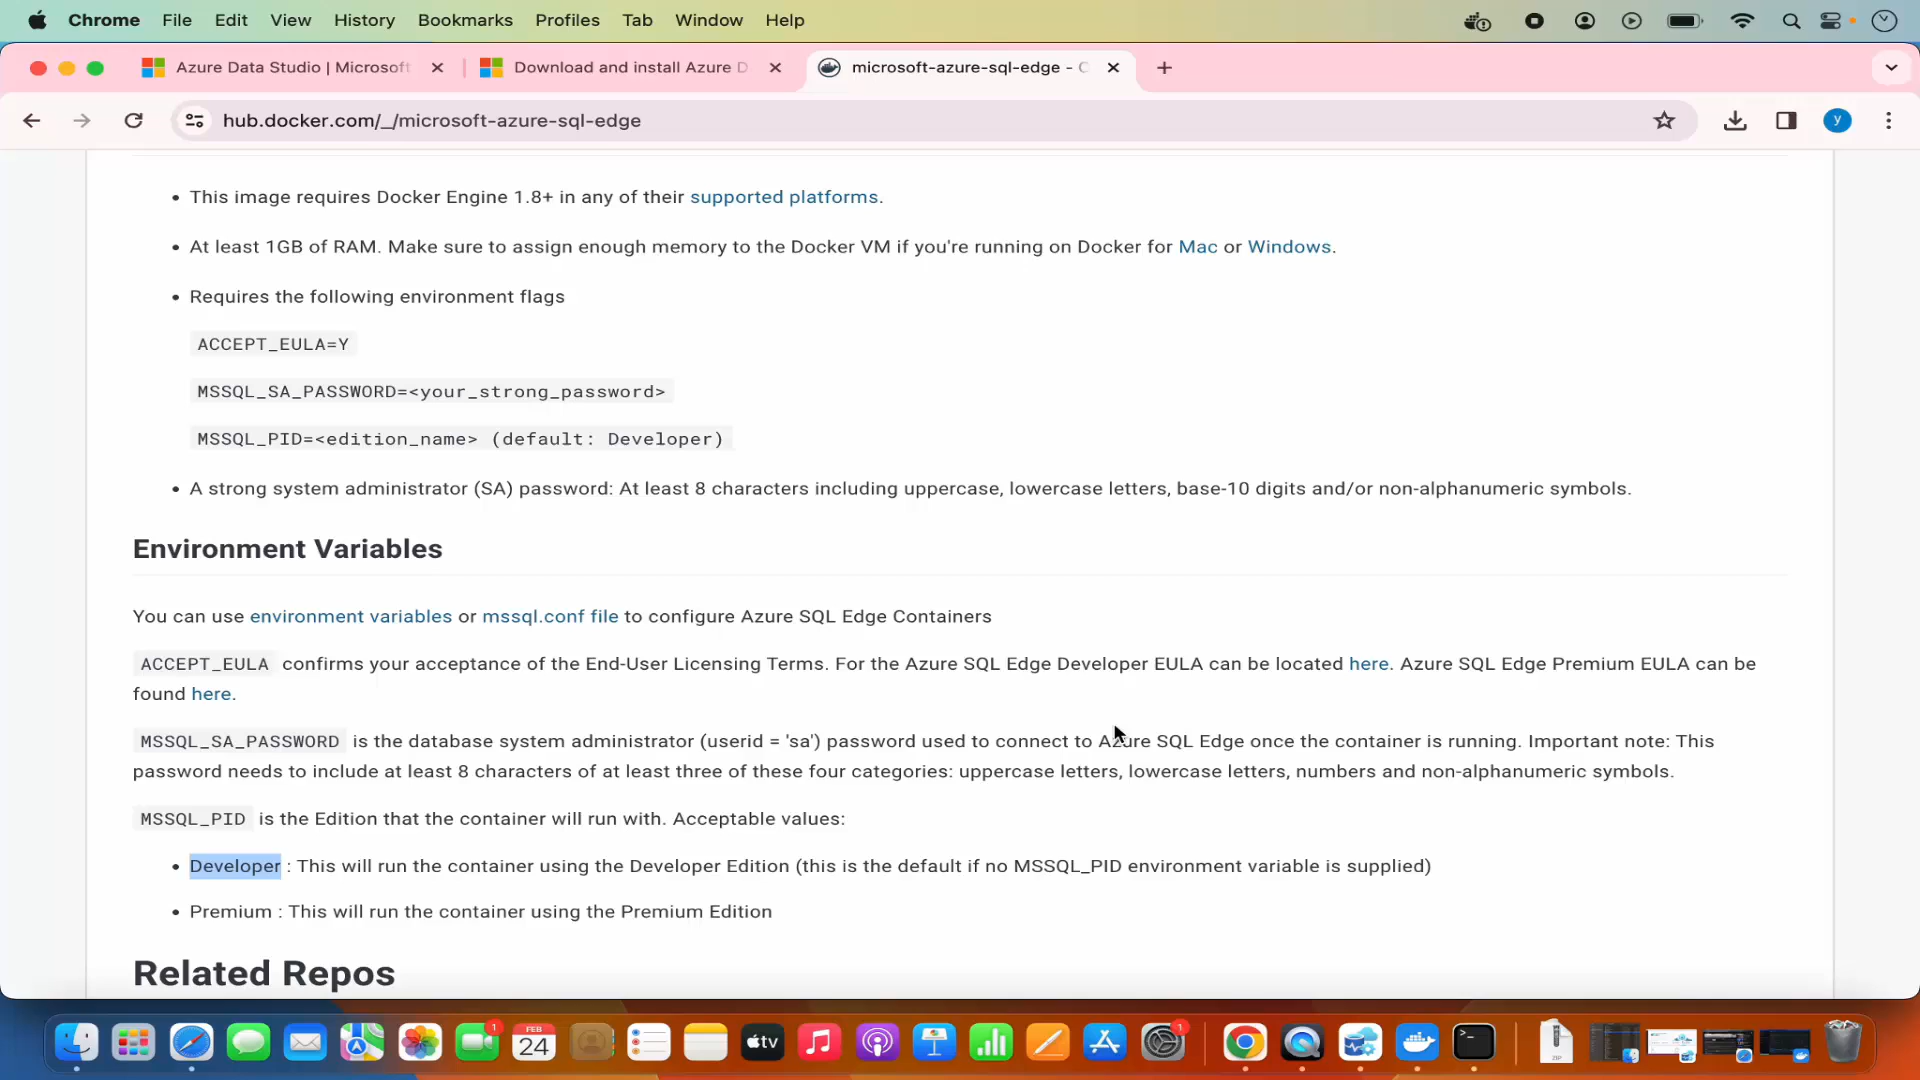 Chrome File Edit View History Bookmarks Profiles Tab Window Help
Azure Data Studio | Microsoft
Download and install Azure D
microsoft-azure-sql-edge - C
hub.docker.com/_/microsoft-azure-sql-edge
y
• This image requires Docker Engine 1.8+ in any of their supported platforms.
• At least 1GB of RAM. Make sure to assign enough memory to the Docker VM if you're running on Docker for Mac or Windows.
• Requires the following environment flags
ACCEPT_EULA=Y
MSSQL_SA_PASSWORD=<your_strong_password>
MSSQL_PID=<edition_name> (default: Developer)
• A strong system administrator (SA) password: At least 8 characters including uppercase, lowercase letters, base-10 digits and/or non-alphanumeric symbols.
Environment Variables
You can use environment variables or mssql.conf file to configure Azure SQL Edge Containers
ACCEPT_EULA confirms your acceptance of the End-User Licensing Terms. For the Azure SQL Edge Developer EULA can be located here. Azure SQL Edge Premium EULA can be
found here.
MSSQL_SA_PASSWORD is the database system administrator (userid = 'sa') password used to connect to Azure SQL Edge once the container is running. Important note: This
password needs to include at least 8 characters of at least three of these four categories: uppercase letters, lowercase letters, numbers and non-alphanumeric symbols.
MSSQL_PID is the Edition that the container will run with. Acceptable values:
• Developer : This will run the container using the Developer Edition (this is the default if no MSSQL_PID environment variable is supplied)
• Premium : This will run the container using the Premium Edition
Related Repos
1
FEB
24
tv
1
ZIP